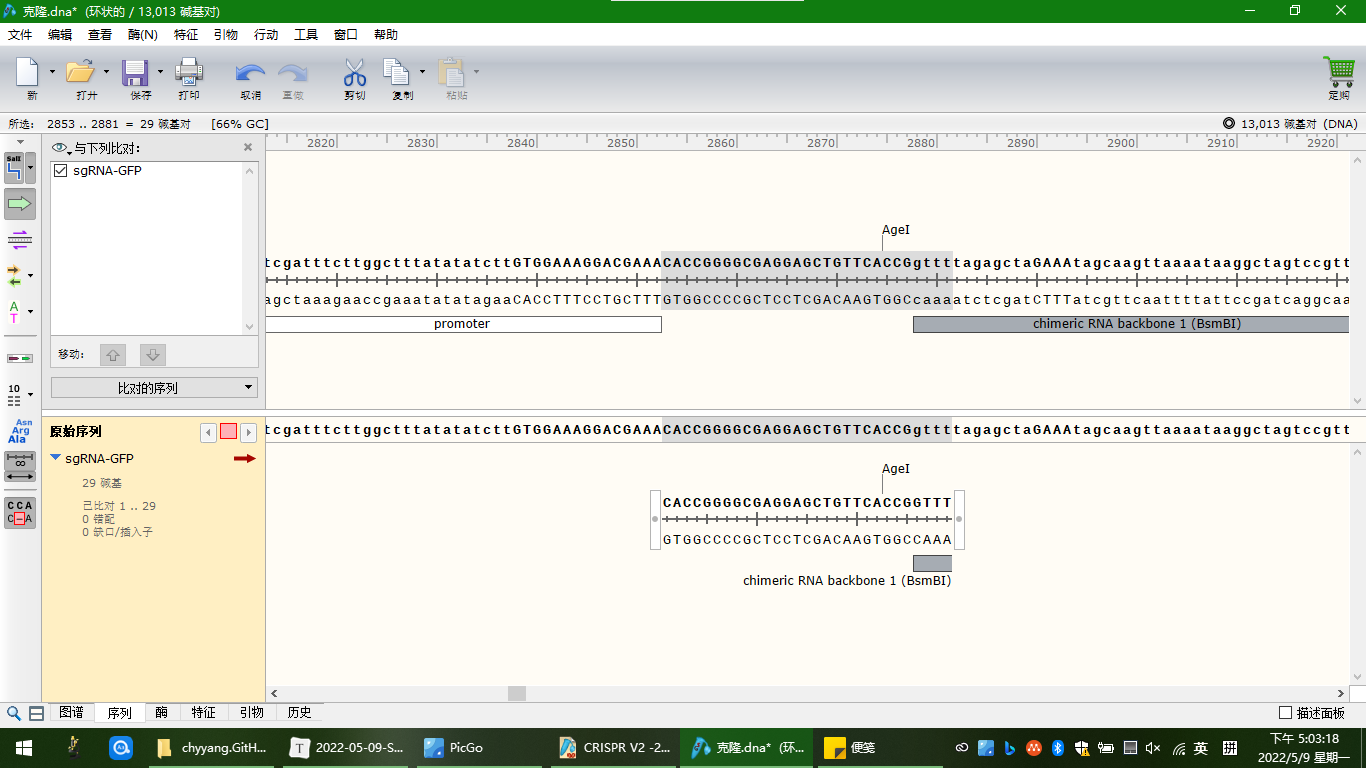 克隆.dna* (环状的 / 13,013 碱基对)
文件 编辑 查看 酶(N) 特征 引物 行动 工具 窗口 帮助
新 打开 保存 打印 取消 重做 剪切 复制 粘贴 定购
所选: 2853 .. 2881 = 29 碱基对 [66% GC] 13,013 碱基对 (DNA)
SalI
与下列比对:
sgRNA-GFP
移动:
比对的序列
10
Asn
Arg
Ala
A
T
∞
C C A
C – A
2820 2830 2840 2850 2860 2870 2880 2890 2900 2910 2920
AgeI
tcgatttcttggctttatatatcttGTGGAAAGGACGAAACACCGGGGCGAGGAGCTGTTCACCGgttttagagctaGAAAtagcaagttaaaataaggctagtccgtt
agctaaagaaccgaaatatatagaaCACCTTTCCTGCTTTGTGGCCCCGCTCCTCGACAAGTGGCcaaaatctcgatCTTTatcgttcaattttattccgatcaggcaa
promoter chimeric RNA backbone 1 (BsmBI)
原始序列
tcgatttcttggctttatatatcttGTGGAAAGGACGAAACACCGGGGCGAGGAGCTGTTCACCGgttttagagctaGAAAtagcaagttaaaataaggctagtccgtt
sgRNA-GFP
29 碱基
已比对 1 .. 29
0 错配
0 缺口/插入子
AgeI
CACCGGGGCGAGGAGCTGTTCACCGGTTT
GTGGCCCCGCTCCTCGACAAGTGGCCAAA
chimeric RNA backbone 1 (BsmBI)
图谱 序列 酶 特征 引物 历史 描述面板
chyyang.GitH... 2022-05-09-S... PicGo CRISPR V2 -2... 克隆.dna* (环... 便笺 英 拼
下午 5:03:18
2022/5/9 星期一